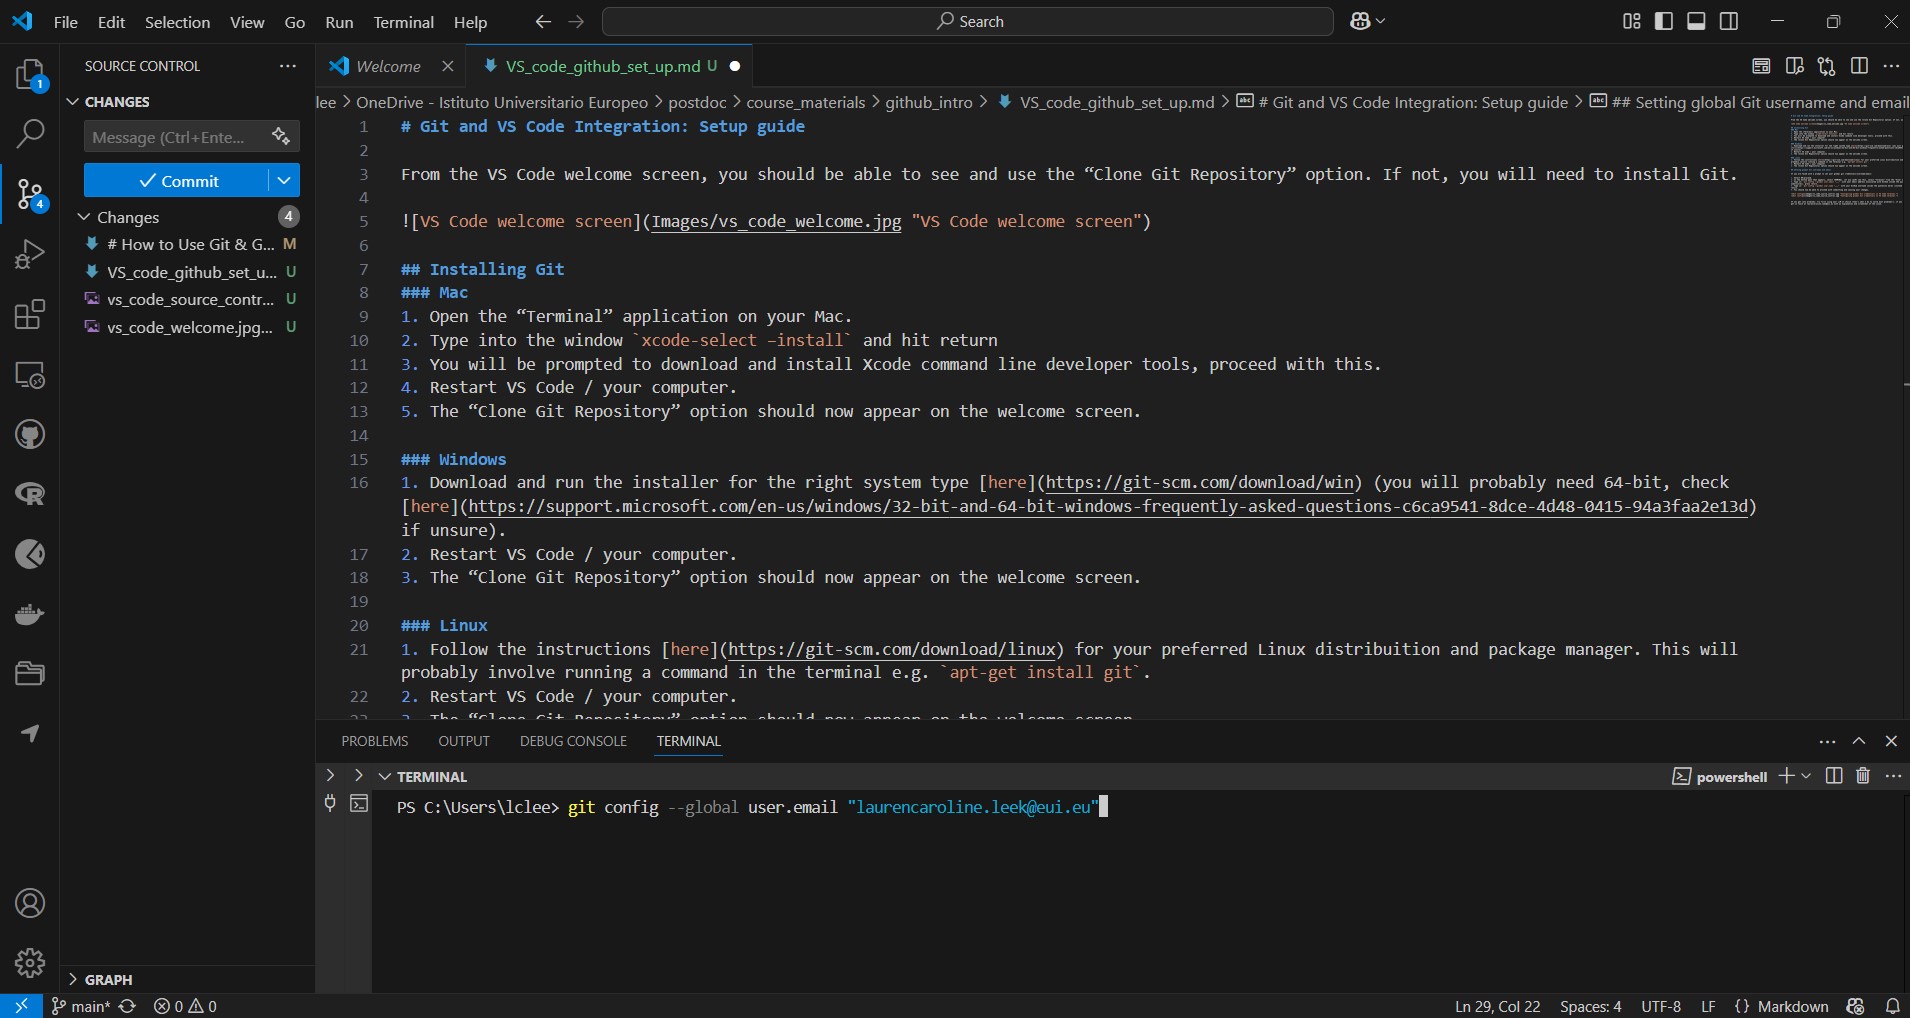 File Edit Selection View Go Run Terminal Help
Search
SOURCE CONTROL
Welcome
VS_code_github_set_up.md U
1
4
CHANGES
Message (Ctrl+Ente...
Commit
Changes 4
# How to Use Git & G... M
VS_code_github_set_u... U
vs_code_source_contr... U
vs_code_welcome.jpg... U
GRAPH
lee > OneDrive - Istituto Universitario Europeo > postdoc > course_materials > github_intro > VS_code_github_set_up.md > # Git and VS Code Integration: Setup guide > ## Setting global Git username and email
1 # Git and VS Code Integration: Setup guide
2
3 From the VS Code welcome screen, you should be able to see and use the “Clone Git Repository” option. If not, you will need to install Git.
4
5 ![VS Code welcome screen](Images/vs_code_welcome.jpg "VS Code welcome screen")
6
7 ## Installing Git
8 ### Mac
9 1. Open the “Terminal” application on your Mac.
10 2. Type into the window `xcode-select –install` and hit return
11 3. You will be prompted to download and install Xcode command line developer tools, proceed with this.
12 4. Restart VS Code / your computer.
13 5. The “Clone Git Repository” option should now appear on the welcome screen.
14
15 ### Windows
16 1. Download and run the installer for the right system type [here](https://git-scm.com/download/win) (you will probably need 64-bit, check
[here](https://support.microsoft.com/en-us/windows/32-bit-and-64-bit-windows-frequently-asked-questions-c6ca9541-8dce-4d48-0415-94a3faa2e13d)
if unsure).
17 2. Restart VS Code / your computer.
18 3. The “Clone Git Repository” option should now appear on the welcome screen.
19
20 ### Linux
21 1. Follow the instructions [here](https://git-scm.com/download/linux) for your preferred Linux distribuition and package manager. This will
probably involve running a command in the terminal e.g. `apt-get install git`.
22 2. Restart VS Code / your computer.
23 3. The “Clone Git Repository” option should now appear on the welcome screen.
PROBLEMS OUTPUT DEBUG CONSOLE TERMINAL
TERMINAL
powershell
PS C:\Users\lclee> git config --global user.email "laurencaroline.leek@eui.eu"
main* 0 0
Ln 29, Col 22 Spaces: 4 UTF-8 LF {} Markdown